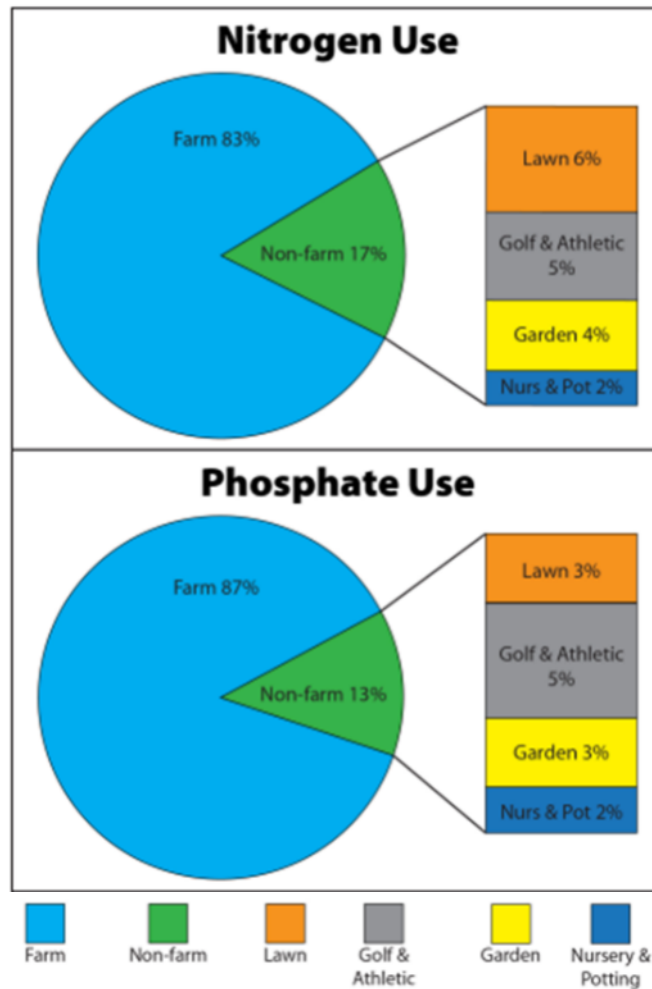 Nitrogen Use
Farm 83%
Non-farm 17%
Lawn 6%
Golf & Athletic
5%
Garden 4%
Nurs & Pot 2%
Phosphate Use
Farm 87%
Non-farm 13%
Lawn 3%
Golf & Athletic
5%
Garden 3%
Nurs & Pot 2%
Farm
Non-farm
Lawn
Golf &
Athletic
Garden
Nursery &
Potting